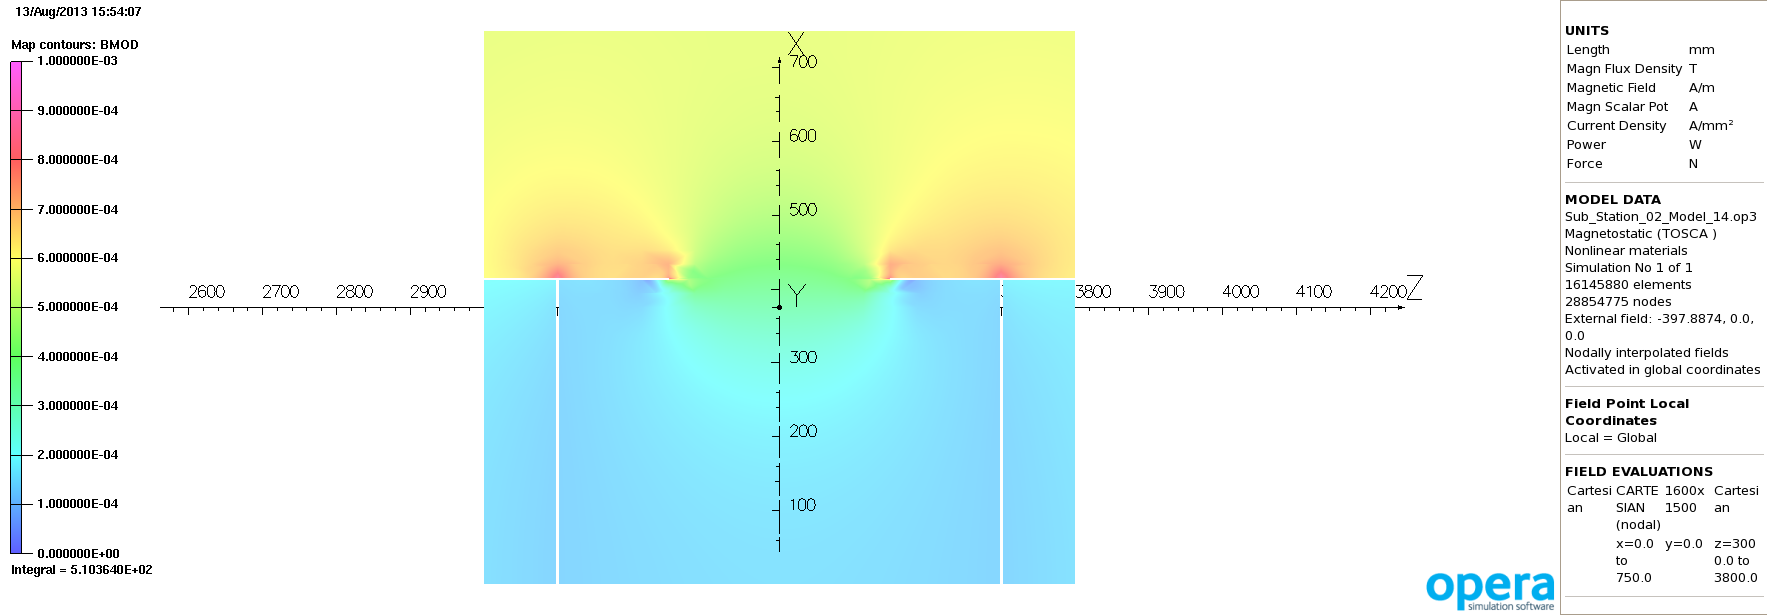 13/Aug/2013 15:54:07
Map contours: BMOD
1.000000E-03
9.000000E-04
8.000000E-04
7.000000E-04
6.000000E-04
5.000000E-04
4.000000E-04
3.000000E-04
2.000000E-04
1.000000E-04
0.000000E+00
Integral = 5.103640E+02
X
700
600
500
Y
300
200
100
2600 2700 2800 2900 3800 3900 4000 4100 4200 Z
UNITS
Length mm
Magn Flux Density T
Magnetic Field A/m
Magn Scalar Pot A
Current Density A/mm²
Power W
Force N
MODEL DATA
Sub_Station_02_Model_14.op3
Magnetostatic (TOSCA )
Nonlinear materials
Simulation No 1 of 1
16145880 elements
28854775 nodes
External field: -397.8874, 0.0,
0.0
Nodally interpolated fields
Activated in global coordinates
Field Point Local
Coordinates
Local = Global
FIELD EVALUATIONS
Cartesi CARTE 1600x Cartesi
an SIAN 1500 an
(nodal)
x=0.0 y=0.0 z=300
to 0.0 to
750.0 3800.0
opera
simulation software